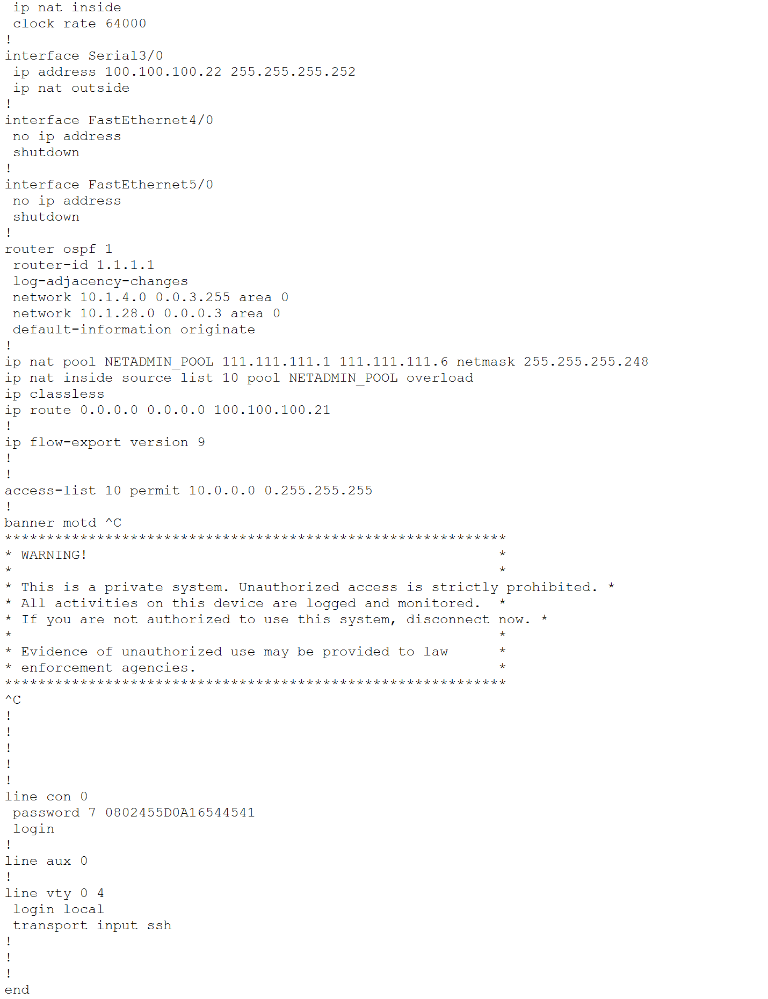 ip nat inside
 clock rate 64000
!
interface Serial3/0
 ip address 100.100.100.22 255.255.255.252
 ip nat outside
!
interface FastEthernet4/0
 no ip address
 shutdown
!
interface FastEthernet5/0
 no ip address
 shutdown
!
router ospf 1
 router-id 1.1.1.1
 log-adjacency-changes
 network 10.1.4.0 0.0.3.255 area 0
 network 10.1.28.0 0.0.0.3 area 0
 default-information originate
!
ip nat pool NETADMIN_POOL 111.111.111.1 111.111.111.6 netmask 255.255.255.248
ip nat inside source list 10 pool NETADMIN_POOL overload
ip classless
ip route 0.0.0.0 0.0.0.0 100.100.100.21
!
ip flow-export version 9
!
!
access-list 10 permit 10.0.0.0 0.255.255.255
!
banner motd ^C
************************************************************
* WARNING!                                                 *
*                                                          *
* This is a private system. Unauthorized access is strictly prohibited. *
* All activities on this device are logged and monitored.  *
* If you are not authorized to use this system, disconnect now. *
*                                                          *
* Evidence of unauthorized use may be provided to law      *
* enforcement agencies.                                    *
************************************************************
^C
!
!
!
!
!
line con 0
 password 7 0802455D0A16544541
 login
!
line aux 0
!
line vty 0 4
 login local
 transport input ssh
!
!
!
end